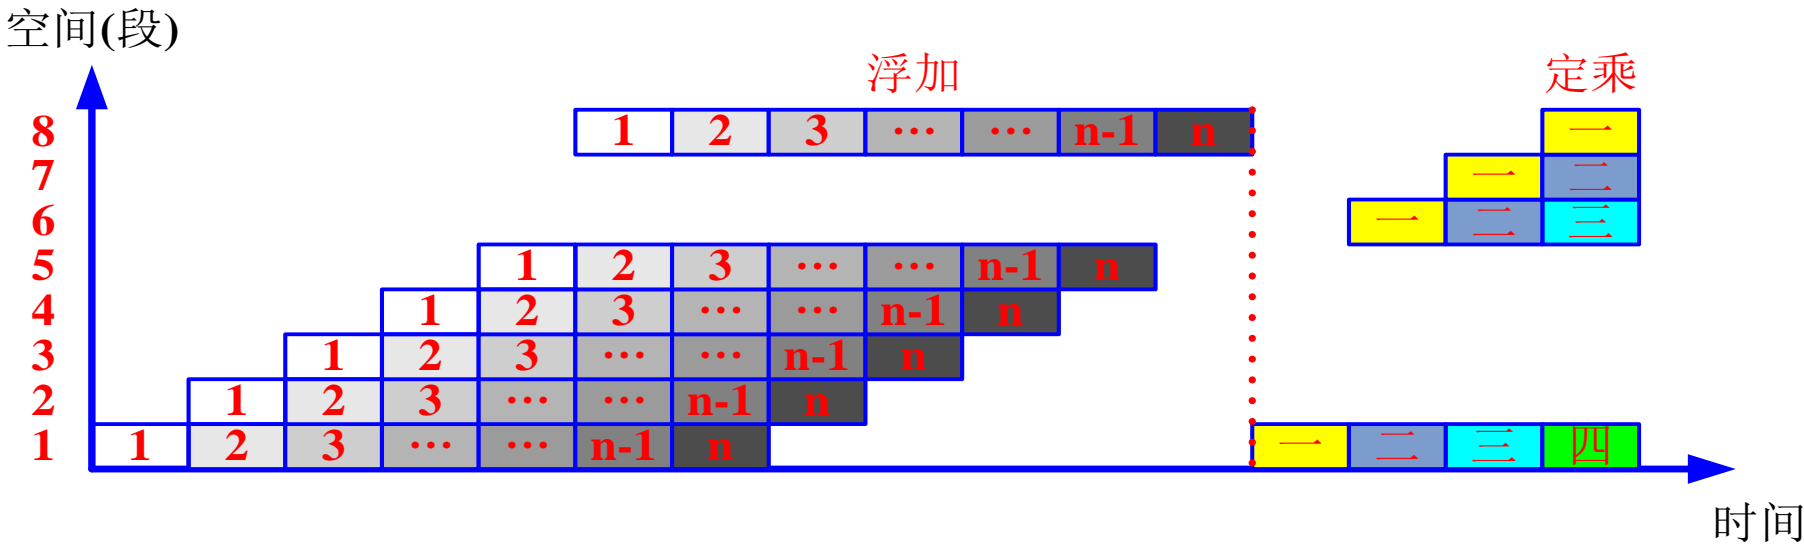 空间(段)
浮加 定乘
8 1 2 3 … … n-1 n 一
7 一 二
6 一 二 三
5 1 2 3 … … n-1 n
4 1 2 3 … … n-1 n
3 1 2 3 … … n-1 n
2 1 2 3 … … n-1 n
1 1 2 3 … … n-1 n 一 二 三 四
时间